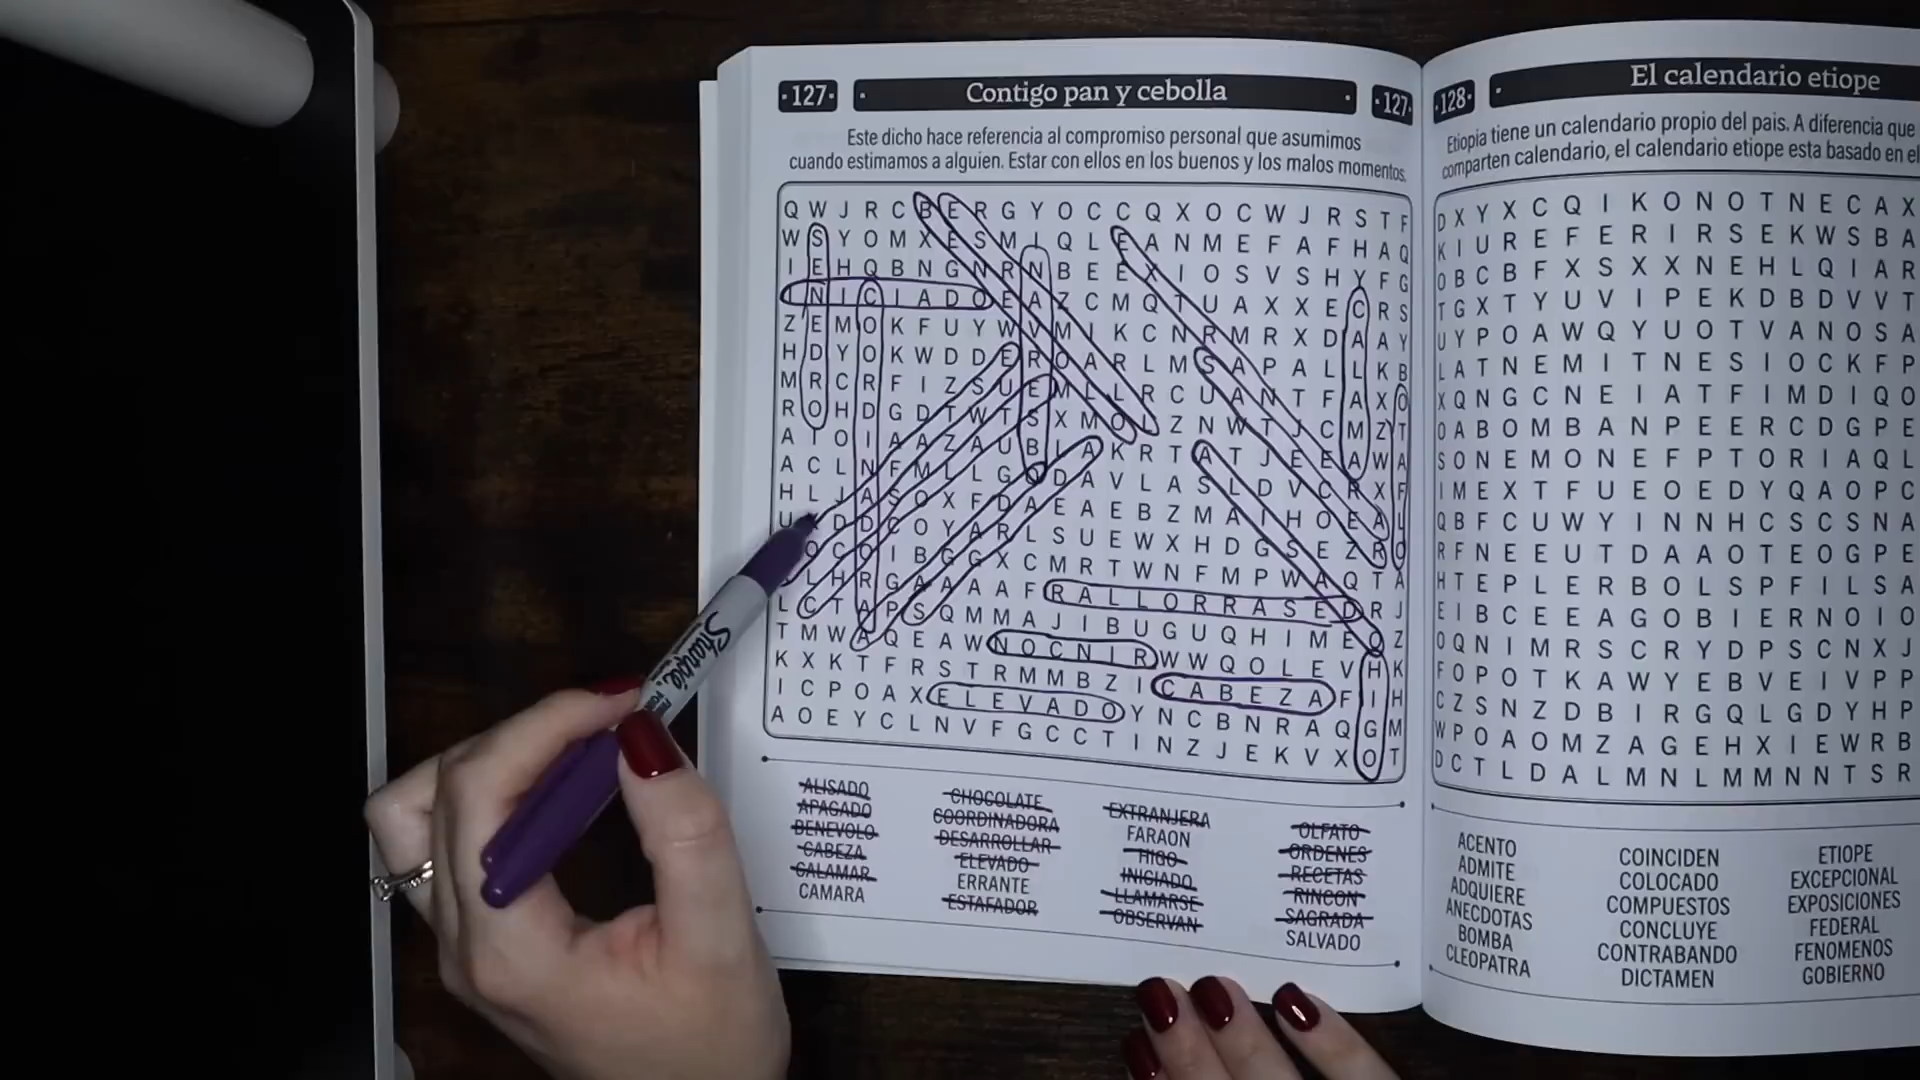 ·127· Contigo pan y cebolla ·127·
Este dicho hace referencia al compromiso personal que asumimos
cuando estimamos a alguien. Estar con ellos en los buenos y los malos momentos.
Q W J R C B E R G Y O C C Q X O C W J R S T F
W S Y O M X E S M I Q L E A N M E F A F H A Q
I E H Q B N G N R N B E E X I O S V S H Y F G
I N I C I A D O E A Z C M Q T U A X X E C R S
Z E M O K F U Y W V M I K C N R M R X D A A Y
H D Y O K W D D E R O A R L M S A P A L L K B
M R C R F I Z S U E M L L R C U A N T F A X O
R O H D G D T W T S X M O L Z N W T J C M Z T
A T O I A A Z A U B L A K R T A T J E E A W A
ALISADO
APAGADO
BENEVOLO
CABEZA
CALAMAR
CAMARA
CHOCOLATE
COORDINADORA
DESARROLLAR
ELEVADO
ERRANTE
ESTAFADOR
EXTRANJERA
FARAON
HIGO
INICIADO
LLAMARSE
OBSERVAN
OLFATO
ORDENES
RECETAS
RINCON
SAGRADA
SALVADO
Sharpie
·128· El calendario etiope
Etiopia tiene un calendario propio del pais. A diferencia que
comparten calendario, el calendario etiope esta basado en el
D X Y X C Q I K O N O T N E C A X
K I U R E F E R I R S E K W S B A
O B C B F X S X X N E H L Q I A R
T G X T Y U V I P E K D B D V V T
U Y P O A W Q Y U O T V A N O S A
L A T N E M I T N E S I O C K F P
X Q N G C N E I A T F I M D I Q O
O A B O M B A N P E E R C D G P E
S O N E M O N E F P T O R I A Q L
I M E X T F U E O E D Y Q A O P C
Q B F C U W Y I N N H C S C S N A
R F N E E U T D A A O T E O G P E
H T E P L E R B O L S P F I L S A
E I B C E E A G O B I E R N O I O
O Q N I M R S C R Y D P S C N X J
F O P O T K A W Y E B V E I V P P
C Z S N Z D B I R G Q L G D Y H P
W P O A O M Z A G E H X I E W R B
D C T L D A L M N L M M N N T S R
ACENTO
ADMITE
ADQUIERE
ANECDOTAS
BOMBA
CLEOPATRA
COINCIDEN
COLOCADO
COMPUESTOS
CONCLUYE
CONTRABANDO
DICTAMEN
ETIOPE
EXCEPCIONAL
EXPOSICIONES
FEDERAL
FENOMENOS
GOBIERNO